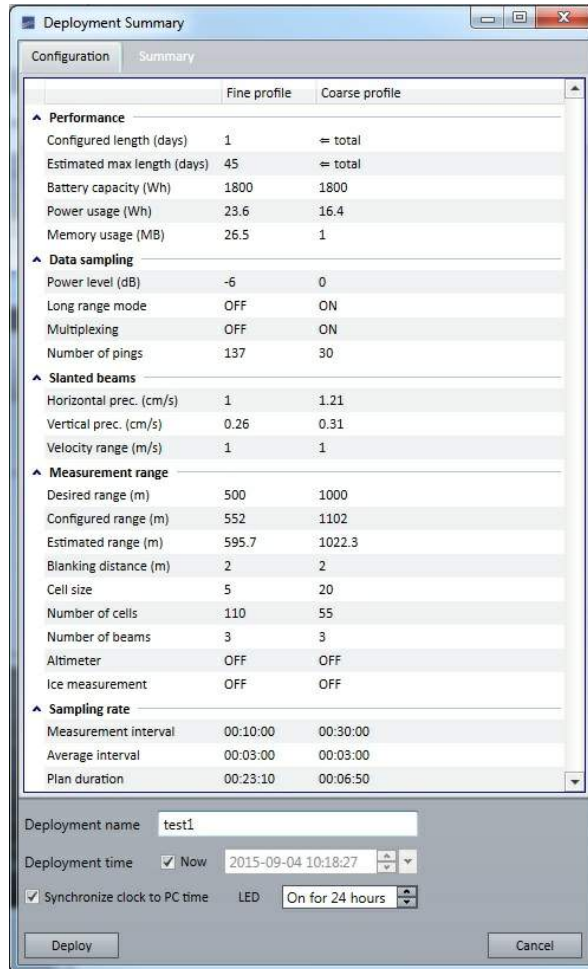 Deployment Summary
Configuration Summary
Fine profile Coarse profile
Performance
Configured length (days) 1 ⇐ total
Estimated max length (days) 45 ⇐ total
Battery capacity (Wh) 1800 1800
Power usage (Wh) 23.6 16.4
Memory usage (MB) 26.5 1
Data sampling
Power level (dB) -6 0
Long range mode OFF ON
Multiplexing OFF ON
Number of pings 137 30
Slanted beams
Horizontal prec. (cm/s) 1 1.21
Vertical prec. (cm/s) 0.26 0.31
Velocity range (m/s) 1 1
Measurement range
Desired range (m) 500 1000
Configured range (m) 552 1102
Estimated range (m) 595.7 1022.3
Blanking distance (m) 2 2
Cell size 5 20
Number of cells 110 55
Number of beams 3 3
Altimeter OFF OFF
Ice measurement OFF OFF
Sampling rate
Measurement interval 00:10:00 00:30:00
Average interval 00:03:00 00:03:00
Plan duration 00:23:10 00:06:50
Deployment name test1
Deployment time Now 2015-09-04 10:18:27
Synchronize clock to PC time LED On for 24 hours
Deploy Cancel